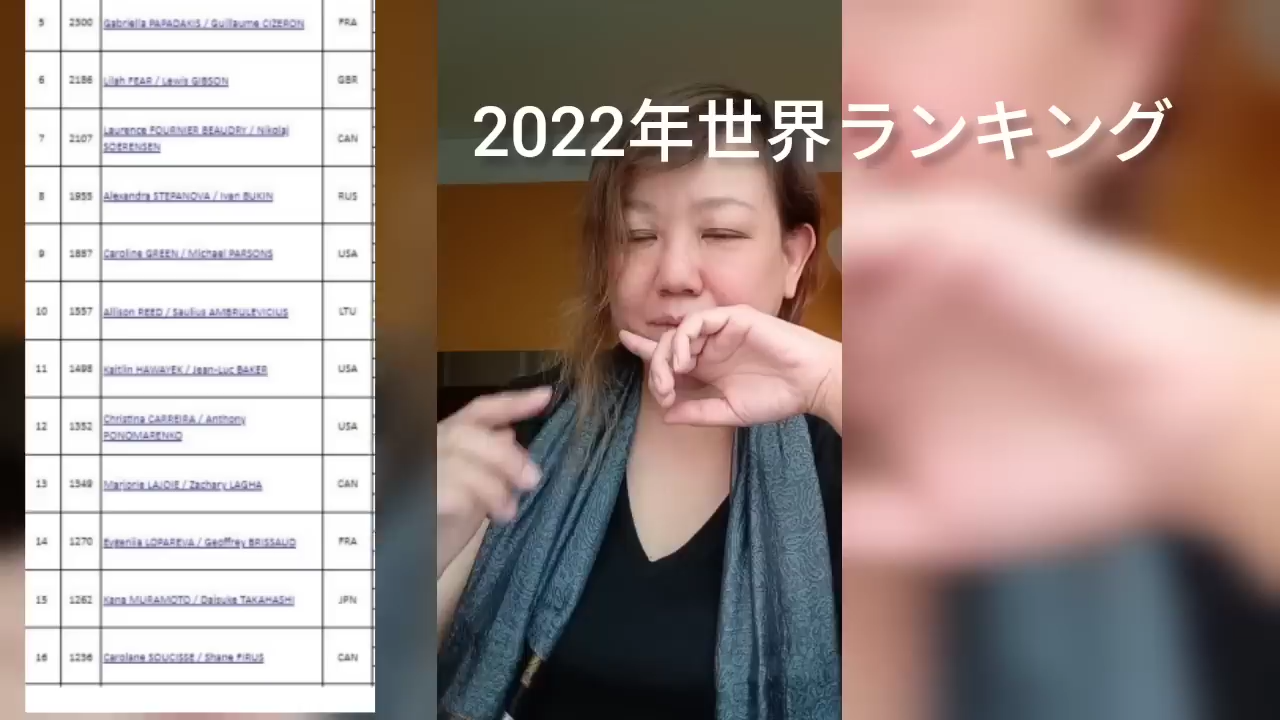 2022年世界ランキング
5 2300 Gabriella PAPADAKIS / Guillaume CIZERON FRA
6 2186 Lilah FEAR / Lewis GIBSON GBR
7 2107 Laurence FOURNIER BEAUDRY / Nikolaj
SOERENSEN CAN
8 1955 Alexandra STEPANOVA / Ivan BUKIN RUS
9 1887 Caroline GREEN / Michael PARSONS USA
10 1557 Allison REED / Saulius AMBRULEVICIUS LTU
11 1498 Kaitlin HAWAYEK / Jean-Luc BAKER USA
12 1352 Christina CARREIRA / Anthony
PONOMARENKO USA
13 1349 Marjorie LAJOIE / Zachary LAGHA CAN
14 1270 Evgeniia LOPAREVA / Geoffrey BRISSAUD FRA
15 1262 Kana MURAMOTO / Daisuke TAKAHASHI JPN
16 1236 Carolane SOUCISSE / Shane FIRUS CAN